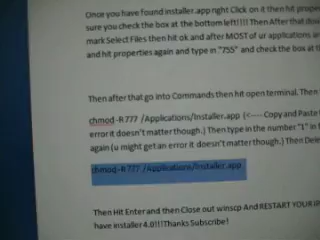 Once you have found installer.app right Click on it then hit prope
sure you check the box at the bottom left!!!! Then After that
mark Select Files then hit ok and after MOST of ur applications ar
and hit properties again and type in "755" and check the box at th
Then after that go into Commands then hit open terminal. Then
chmod -R 777 /Applications/Installer.app (<----Copy and Paste
error it doesn't matter though.) Then type in the number "1" in t
again (u might get an error it doesn't matter though.) Then Delet
chmod -R 777 /Applications/Installer.app
Then Hit Enter and then Close out winscp And RESTART YOUR
have installer 4.0!!!!Thanks Subscribe!